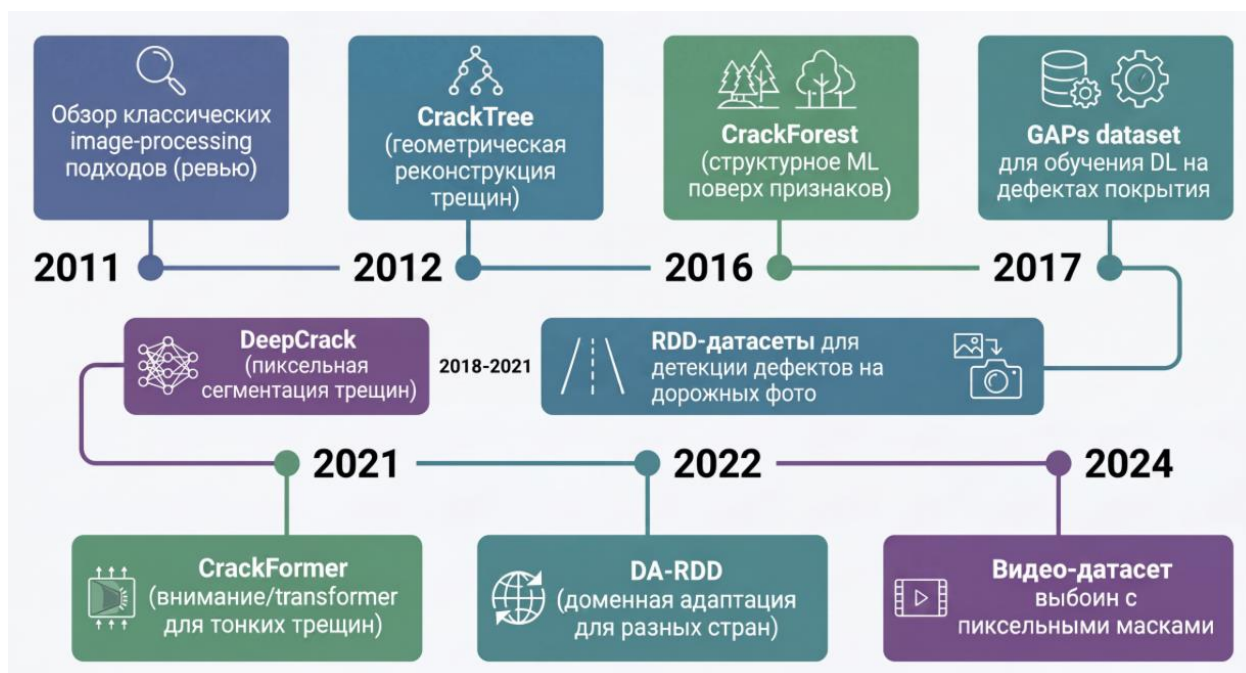 Обзор классических
image-processing
подходов (ревью)
CrackTree
(геометрическая
реконструкция
трещин)
CrackForest
(структурное ML
поверх признаков)
GAPs dataset
для обучения DL на
дефектах покрытия
2011
2012
2016
2017
DeepCrack
(пиксельная
сегментация трещин)
2018-2021
RDD-датасеты для
детекции дефектов на
дорожных фото
2021
2022
2024
CrackFormer
(внимание/transformer
для тонких трещин)
DA-RDD
(доменная адаптация
для разных стран)
Видео-датасет
выбоин с
пиксельными масками